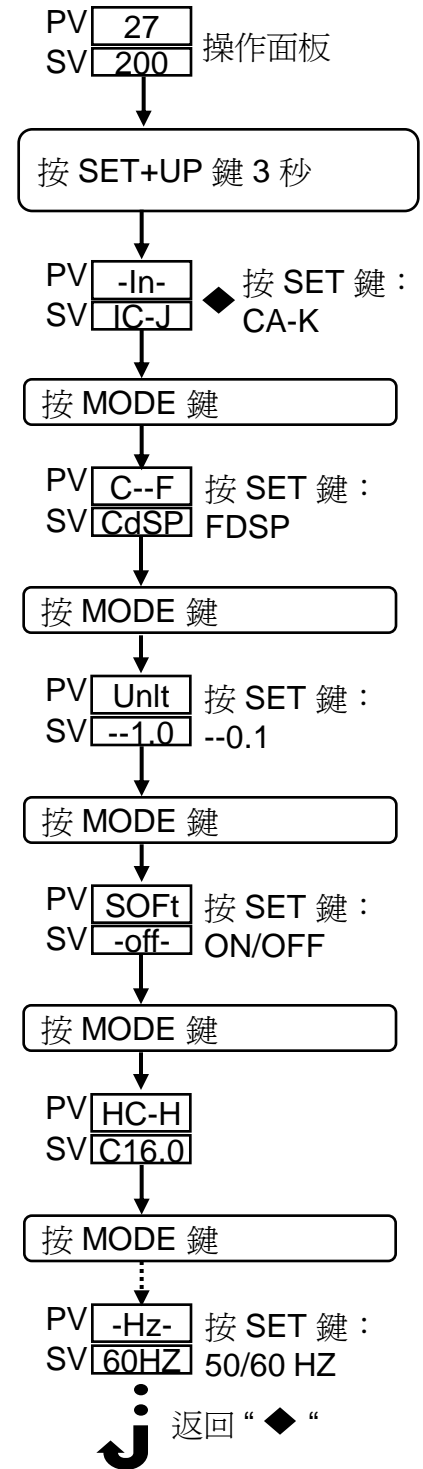 PV 27
SV 200 操作面板
按 SET+UP 鍵 3 秒
PV -In- 按 SET 鍵：
SV IC-J ◆ CA-K
按 MODE 鍵
PV C--F 按 SET 鍵：
SV CdSP FDSP
按 MODE 鍵
PV UnIt 按 SET 鍵：
SV --1.0 --0.1
按 MODE 鍵
PV SOFt 按 SET 鍵：
SV -off- ON/OFF
按 MODE 鍵
PV HC-H
SV C16.0
按 MODE 鍵
PV -Hz- 按 SET 鍵：
SV 60HZ 50/60 HZ
返回 “ ◆ “